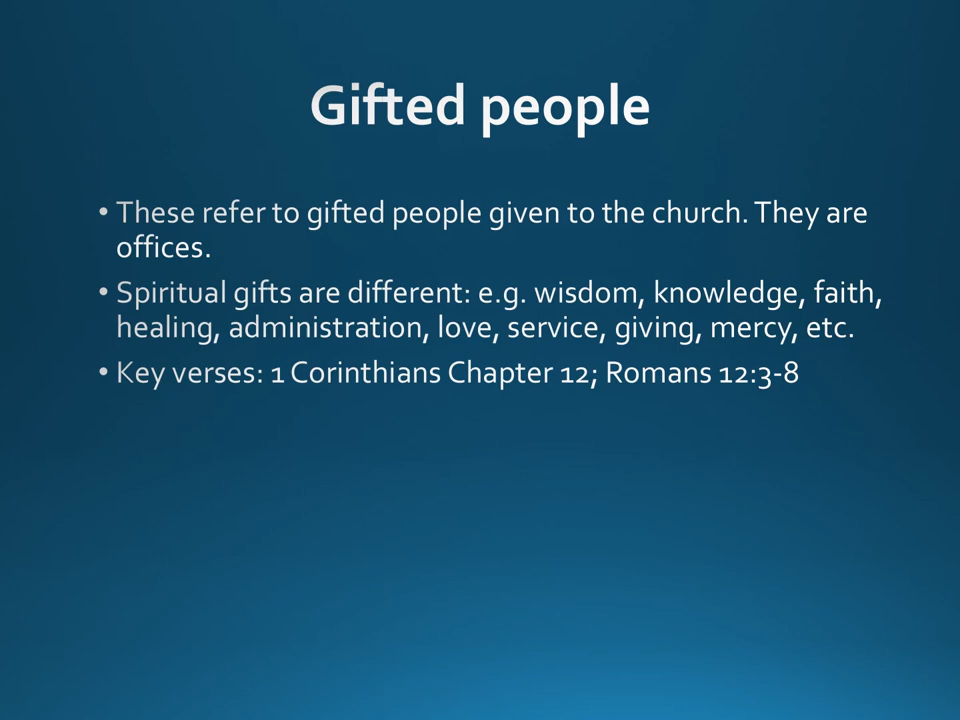 Gifted people
• These refer to gifted people given to the church. They are
offices.
• Spiritual gifts are different: e.g. wisdom, knowledge, faith,
healing, administration, love, service, giving, mercy, etc.
• Key verses: 1 Corinthians Chapter 12; Romans 12:3-8